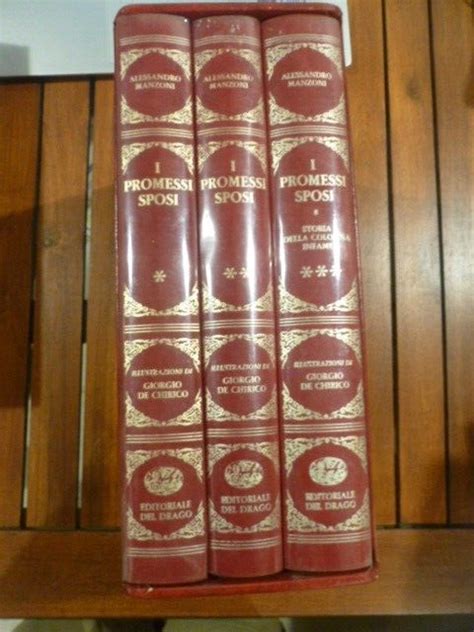 ALESSANDRO
MANZONI
I
PROMESSI
SPOSI
*
ILLUSTRAZIONI DI
GIORGIO
DE CHIRICO
EDITORIALE
DEL DRAGO
ALESSANDRO
MANZONI
I
PROMESSI
SPOSI
**
ILLUSTRAZIONI DI
GIORGIO
DE CHIRICO
EDITORIALE
DEL DRAGO
ALESSANDRO
MANZONI
I
PROMESSI
SPOSI
STORIA
DELLA COLONNA
INFAME
***
ILLUSTRAZIONI DI
GIORGIO
DE CHIRICO
EDITORIALE
DEL DRAGO